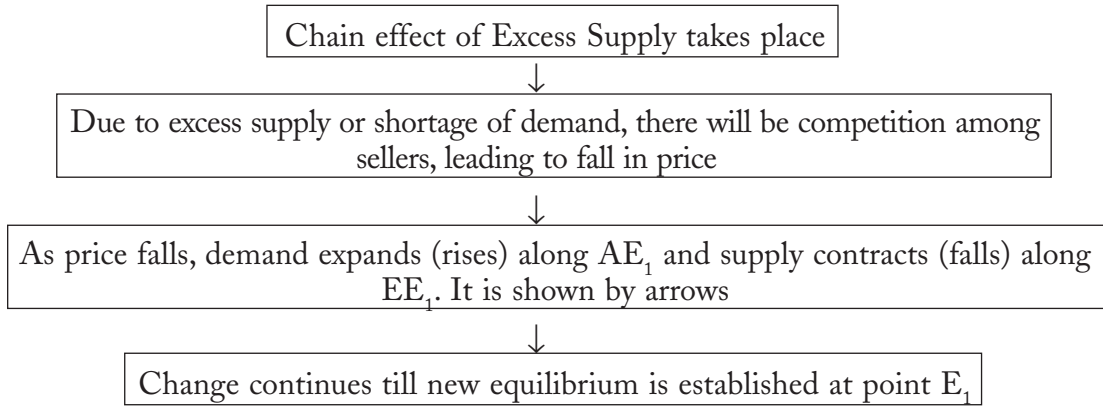 Chain effect of Excess Supply takes place
↓
Due to excess supply or shortage of demand, there will be competition among
sellers, leading to fall in price
↓
As price falls, demand expands (rises) along AE₁ and supply contracts (falls) along
EE₁. It is shown by arrows
↓
Change continues till new equilibrium is established at point E₁